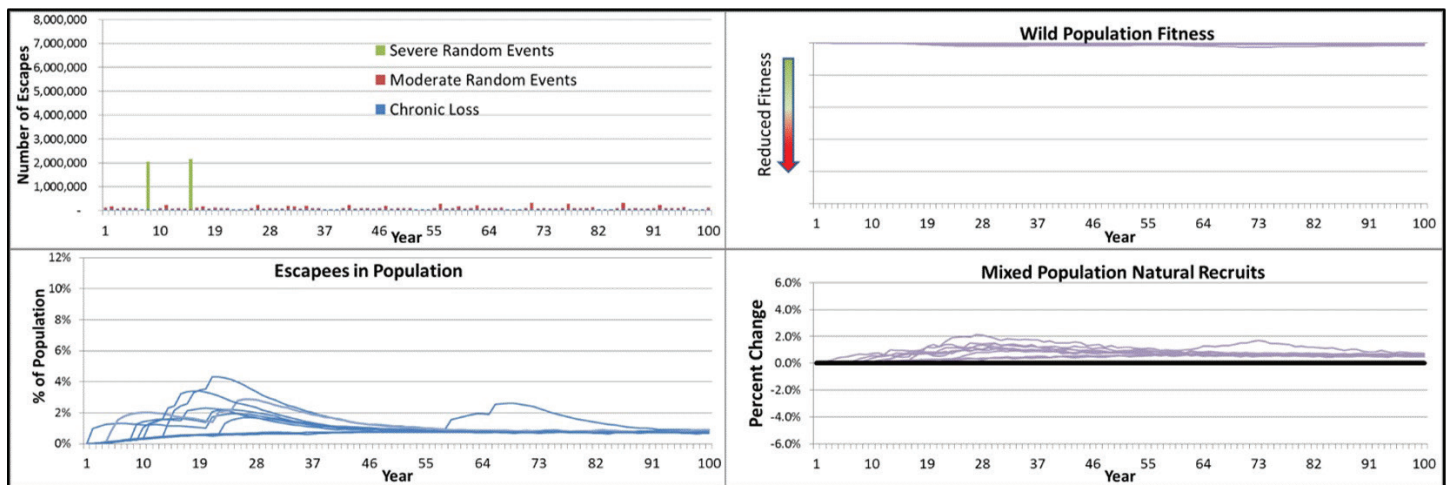 8,000,000
7,000,000
6,000,000
5,000,000
4,000,000
3,000,000
2,000,000
1,000,000
-
Number of Escapes
Severe Random Events
Moderate Random Events
Chronic Loss
1 10 19 28 37 46 55 64 73 82 91 100
Year
Wild Population Fitness
Reduced Fitness
1 10 19 28 37 46 55 64 73 82 91 100
Year
Escapees in Population
12%
10%
8%
6%
4%
2%
0%
% of Population
1 10 19 28 37 46 55 64 73 82 91 100
Year
Mixed Population Natural Recruits
6.0%
4.0%
2.0%
0.0%
-2.0%
-4.0%
-6.0%
Percent Change
1 10 19 28 37 46 55 64 73 82 91 100
Year